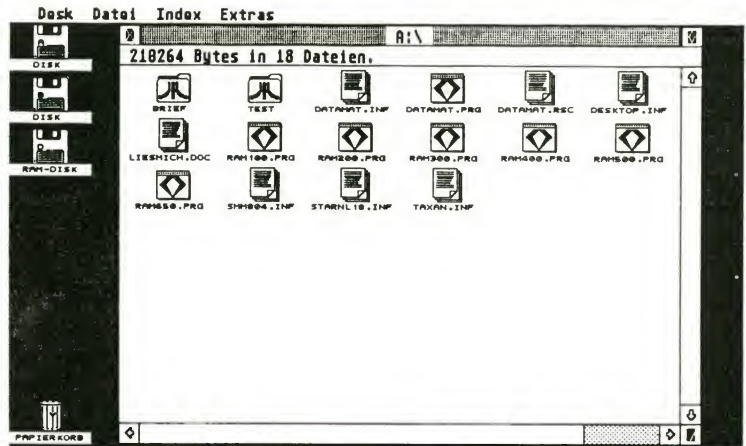 Desk Datei Index Extras
A:\
218264 Bytes in 18 Dateien.
DISK
DISK
RAM-DISK
PAPIERKORB
BRIEF TEST DATAMAT.INF DATAMAT.PRG DATAMAT.RSC DESKTOP.INF
LIESMICH.DOC RAM100.PRG RAM200.PRG RAM300.PRG RAM400.PRG RAM500.PRG
RAM650.PRG SMM804.INF STARNL10.INF TAXAN.INF